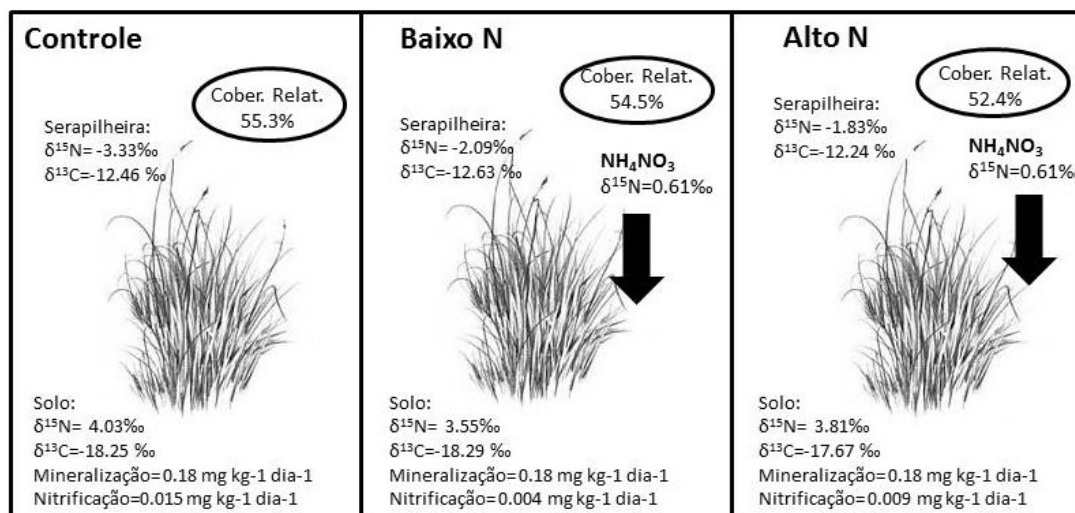 Controle
Cober. Relat.
55.3%
Serapilheira:
δ¹⁵N= -3.33‰
δ¹³C=-12.46 ‰
Solo:
δ¹⁵N= 4.03‰
δ¹³C=-18.25 ‰
Mineralização=0.18 mg kg-1 dia-1
Nitrificação=0.015 mg kg-1 dia-1
Baixo N
Cober. Relat.
54.5%
Serapilheira:
δ¹⁵N= -2.09‰
δ¹³C=-12.63 ‰
NH₄NO₃
δ¹⁵N=0.61‰
Solo:
δ¹⁵N= 3.55‰
δ¹³C=-18.29 ‰
Mineralização=0.18 mg kg-1 dia-1
Nitrificação=0.004 mg kg-1 dia-1
Alto N
Cober. Relat.
52.4%
Serapilheira:
δ¹⁵N= -1.83‰
δ¹³C=-12.24 ‰
NH₄NO₃
δ¹⁵N=0.61‰
Solo:
δ¹⁵N= 3.81‰
δ¹³C=-17.67 ‰
Mineralização=0.18 mg kg-1 dia-1
Nitrificação=0.009 mg kg-1 dia-1